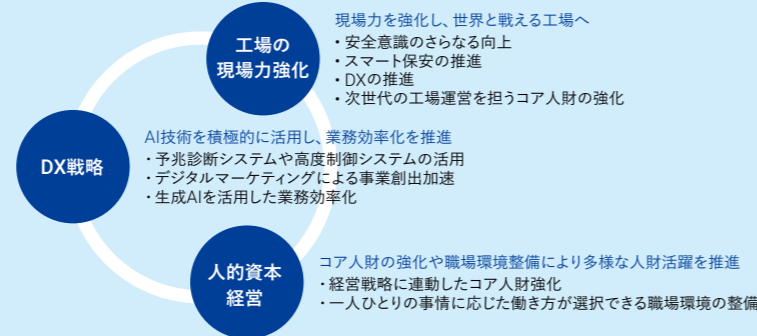 工場の
現場力強化
現場力を強化し、世界と戦える工場へ
・安全意識のさらなる向上
・スマート保安の推進
・DXの推進
・次世代の工場運営を担うコア人財の強化
DX戦略
AI技術を積極的に活用し、業務効率化を推進
・予兆診断システムや高度制御システムの活用
・デジタルマーケティングによる事業創出加速
・生成AIを活用した業務効率化
人的資本
経営
コア人財の強化や職場環境整備により多様な人財活躍を推進
・経営戦略に連動したコア人財強化
・一人ひとりの事情に応じた働き方が選択できる職場環境の整備